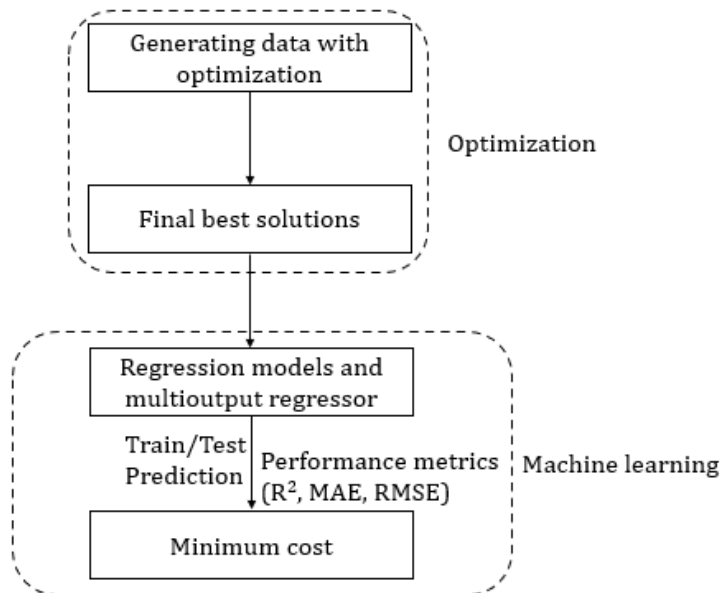 Generating data with
optimization
Optimization
Final best solutions
Regression models and
multioutput regressor
Train/Test
Prediction
Performance metrics
(R², MAE, RMSE)
Machine learning
Minimum cost